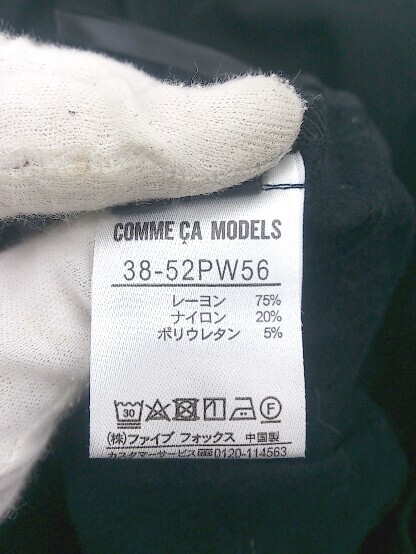 COMME ÇA MODELS
38-52PW56
レーヨン 75%
ナイロン 20%
ポリウレタン 5%
30 F
(株)ファイブ フォックス 中国製
カスタマーサービス 0120-114563